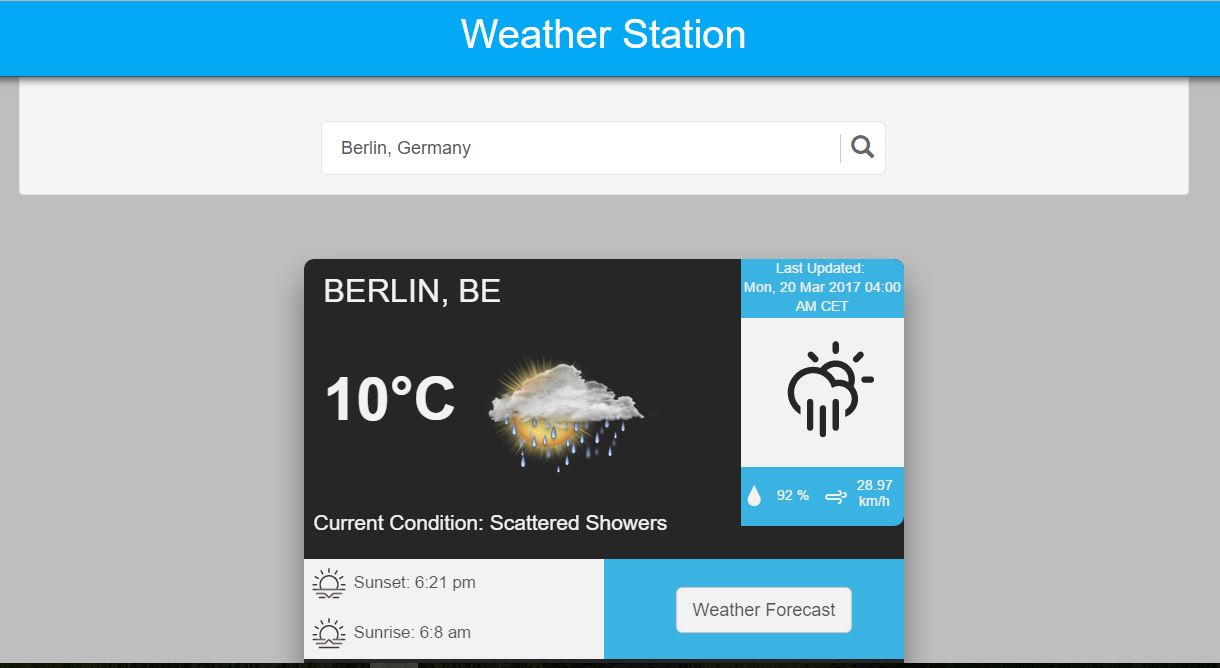 Weather Station
Berlin, Germany
BERLIN, BE
Last Updated:
Mon, 20 Mar 2017 04:00
AM CET
10°C
92 %
28.97
km/h
Current Condition: Scattered Showers
Sunset: 6:21 pm
Weather Forecast
Sunrise: 6:8 am